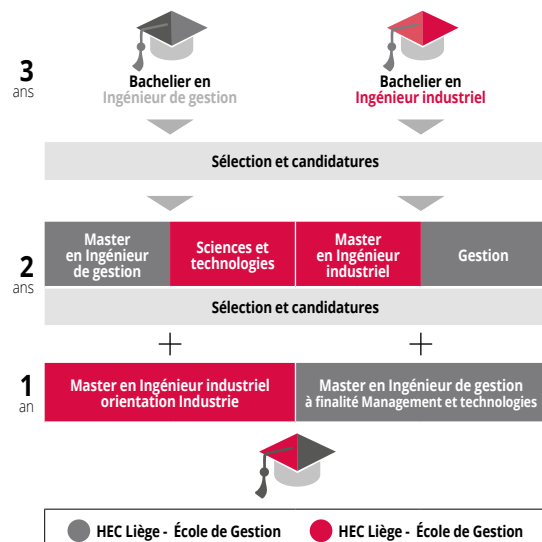 3
ans
Bachelier en
Ingénieur de gestion
Bachelier en
Ingénieur industriel
Sélection et candidatures
2
ans
Master
en Ingénieur
de gestion
Sciences et
technologies
Master
en Ingénieur
industriel
Gestion
Sélection et candidatures
+
+
1
an
Master en Ingénieur industriel
orientation Industrie
Master en Ingénieur de gestion
à finalité Management et technologies
HEC Liège - École de Gestion
HEC Liège - École de Gestion